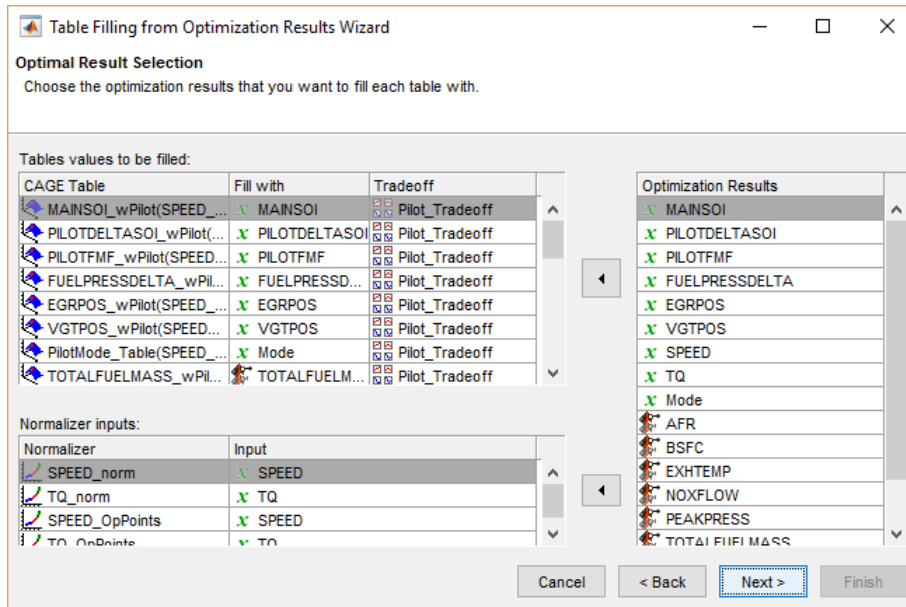 Table Filling from Optimization Results Wizard
Optimal Result Selection
Choose the optimization results that you want to fill each table with.
Tables values to be filled:
CAGE Table Fill with Tradeoff
MAINSOI_wPilot(SPEED_... x MAINSOI Pilot_Tradeoff
PILOTDELTASOI_wPilot(... x PILOTDELTASOI Pilot_Tradeoff
PILOTFMF_wPilot(SPEED... x PILOTFMF Pilot_Tradeoff
FUELPRESSDELTA_wPil... x FUELPRESSD... Pilot_Tradeoff
EGRPOS_wPilot(SPEED_... x EGRPOS Pilot_Tradeoff
VGTPOS_wPilot(SPEED... x VGTPOS Pilot_Tradeoff
PilotMode_Table(SPEED_... x Mode Pilot_Tradeoff
TOTALFUELMASS_wPil... TOTALFUELM... Pilot_Tradeoff
Normalizer inputs:
Normalizer Input
SPEED_norm x SPEED
TQ_norm x TQ
SPEED_OpPoints x SPEED
TQ_OpPoints x TQ
Optimization Results
x MAINSOI
x PILOTDELTASOI
x PILOTFMF
x FUELPRESSDELTA
x EGRPOS
x VGTPOS
x SPEED
x TQ
x Mode
AFR
BSFC
EXHTEMP
NOXFLOW
PEAKPRESS
TOTALFUELMASS
Cancel < Back Next > Finish